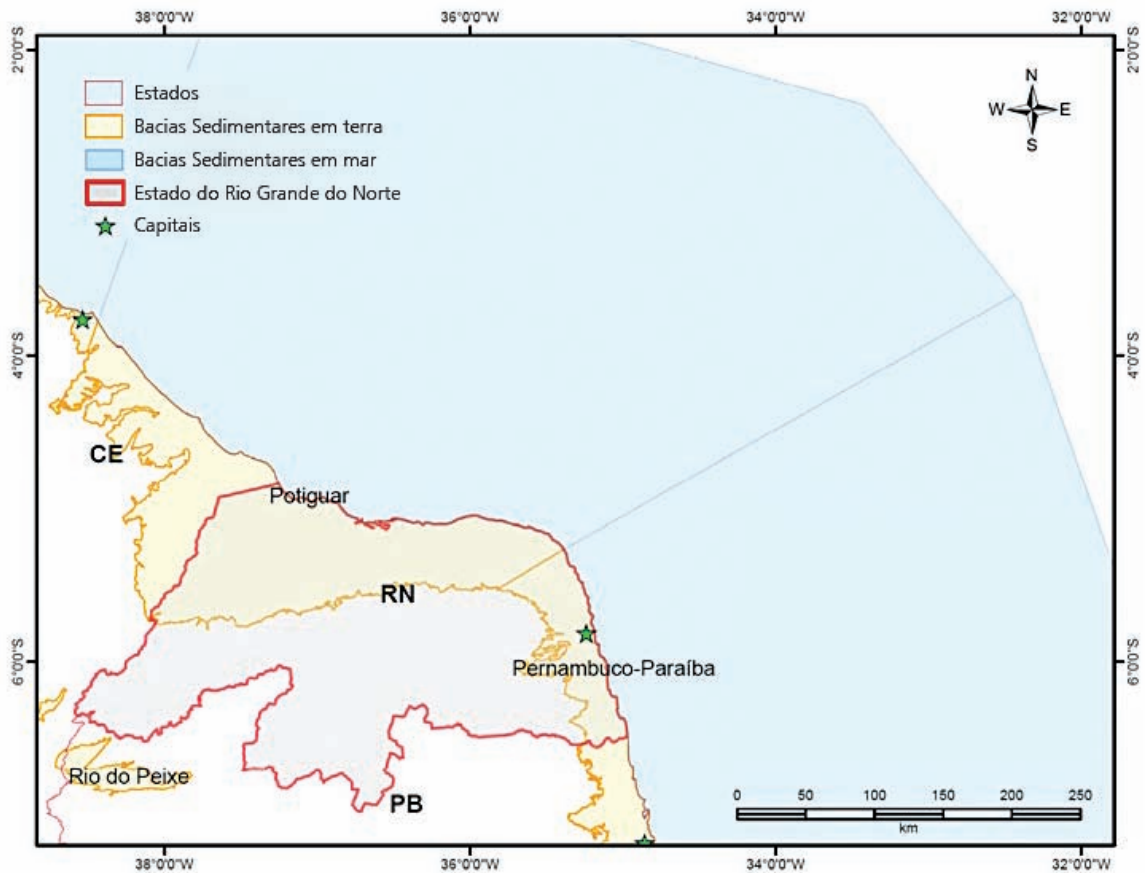 38°0'0"W 36°0'0"W 34°0'0"W 32°0'0"W
2°0'0"S 2°0'0"S
N
W E
S
Estados
Bacias Sedimentares em terra
Bacias Sedimentares em mar
Estado do Rio Grande do Norte
Capitais
4°0'0"S 4°0'0"S
CE
Potiguar
RN
6°0'0"S 6°0'0"S
Pernambuco-Paraíba
Rio do Peixe
PB
0 50 100 150 200 250
km
38°0'0"W 36°0'0"W 34°0'0"W 32°0'0"W